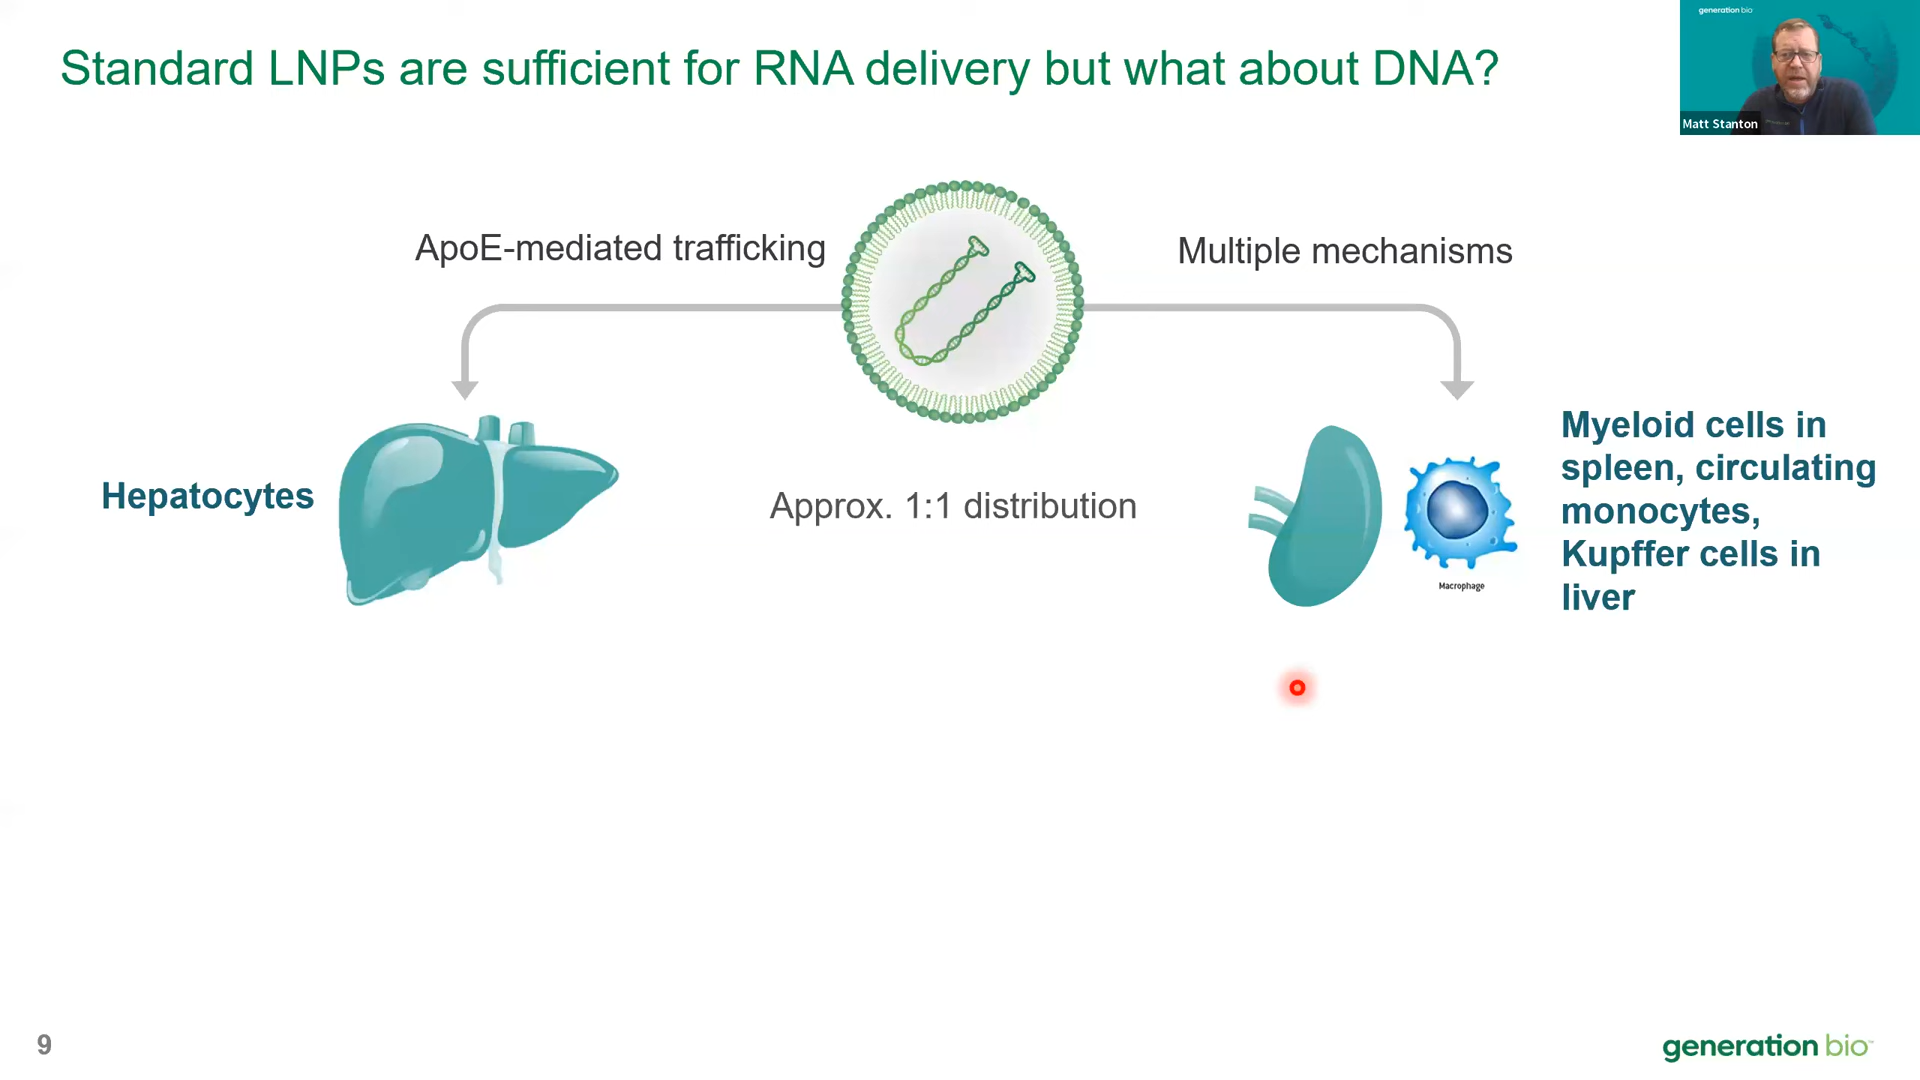 generation bio
Matt Stanton
Standard LNPs are sufficient for RNA delivery but what about DNA?
ApoE-mediated trafficking
Multiple mechanisms
Hepatocytes
Approx. 1:1 distribution
Macrophage
Myeloid cells in
spleen, circulating
monocytes,
Kupffer cells in
liver
9
generation bio™